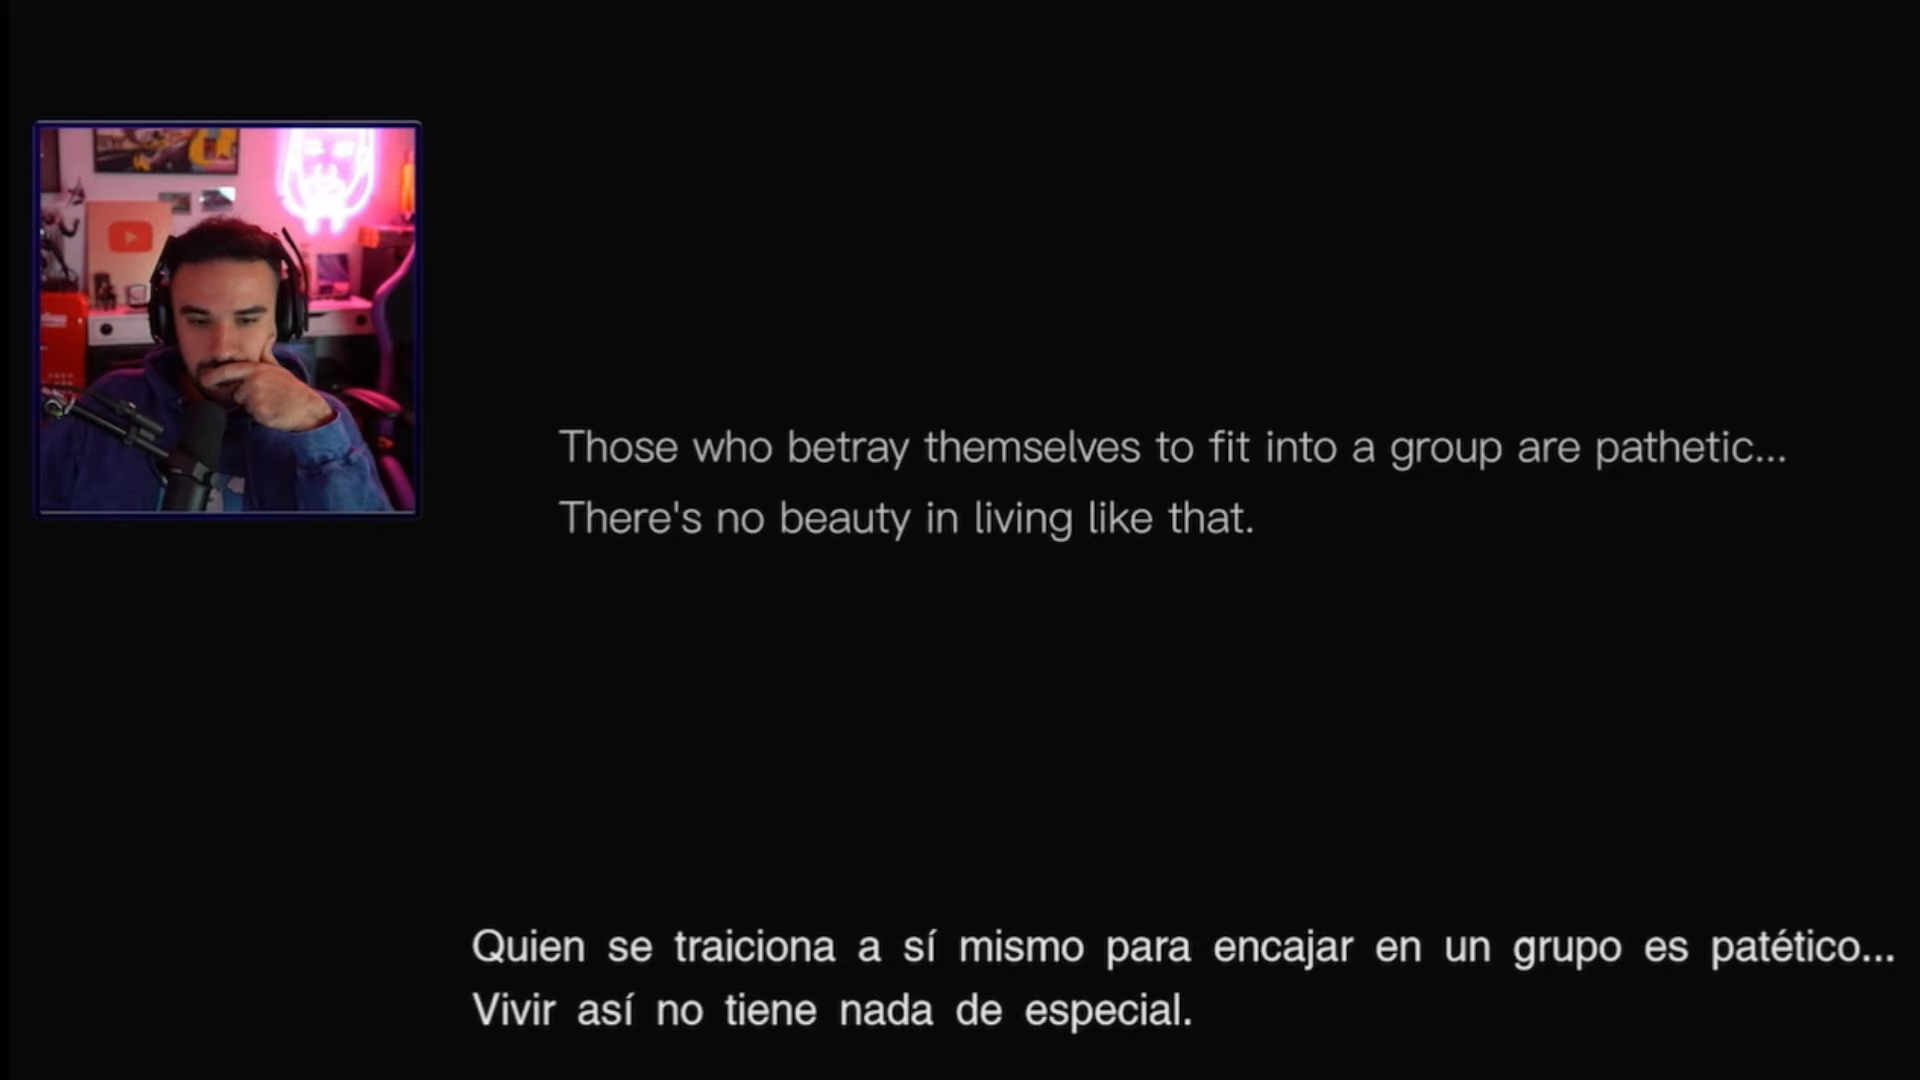 Those who betray themselves to fit into a group are pathetic...
There's no beauty in living like that.
Quien se traiciona a sí mismo para encajar en un grupo es patético...
Vivir así no tiene nada de especial.